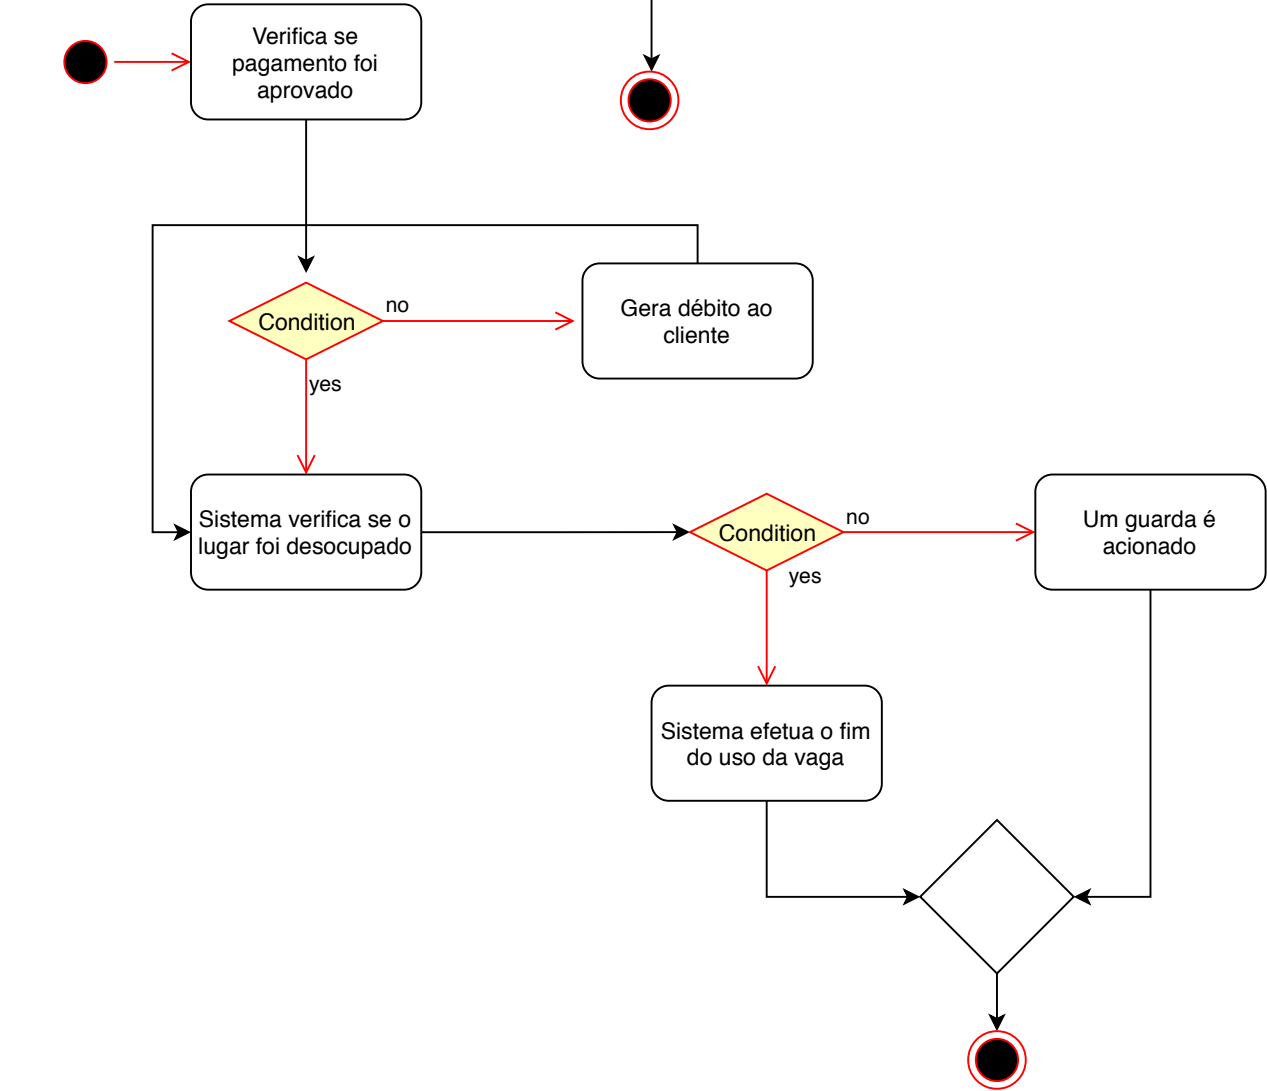 Verifica se
pagamento foi
aprovado
Condition
no
Gera débito ao
cliente
yes
Sistema verifica se o
lugar foi desocupado
Condition
no
Um guarda é
acionado
yes
Sistema efetua o fim
do uso da vaga